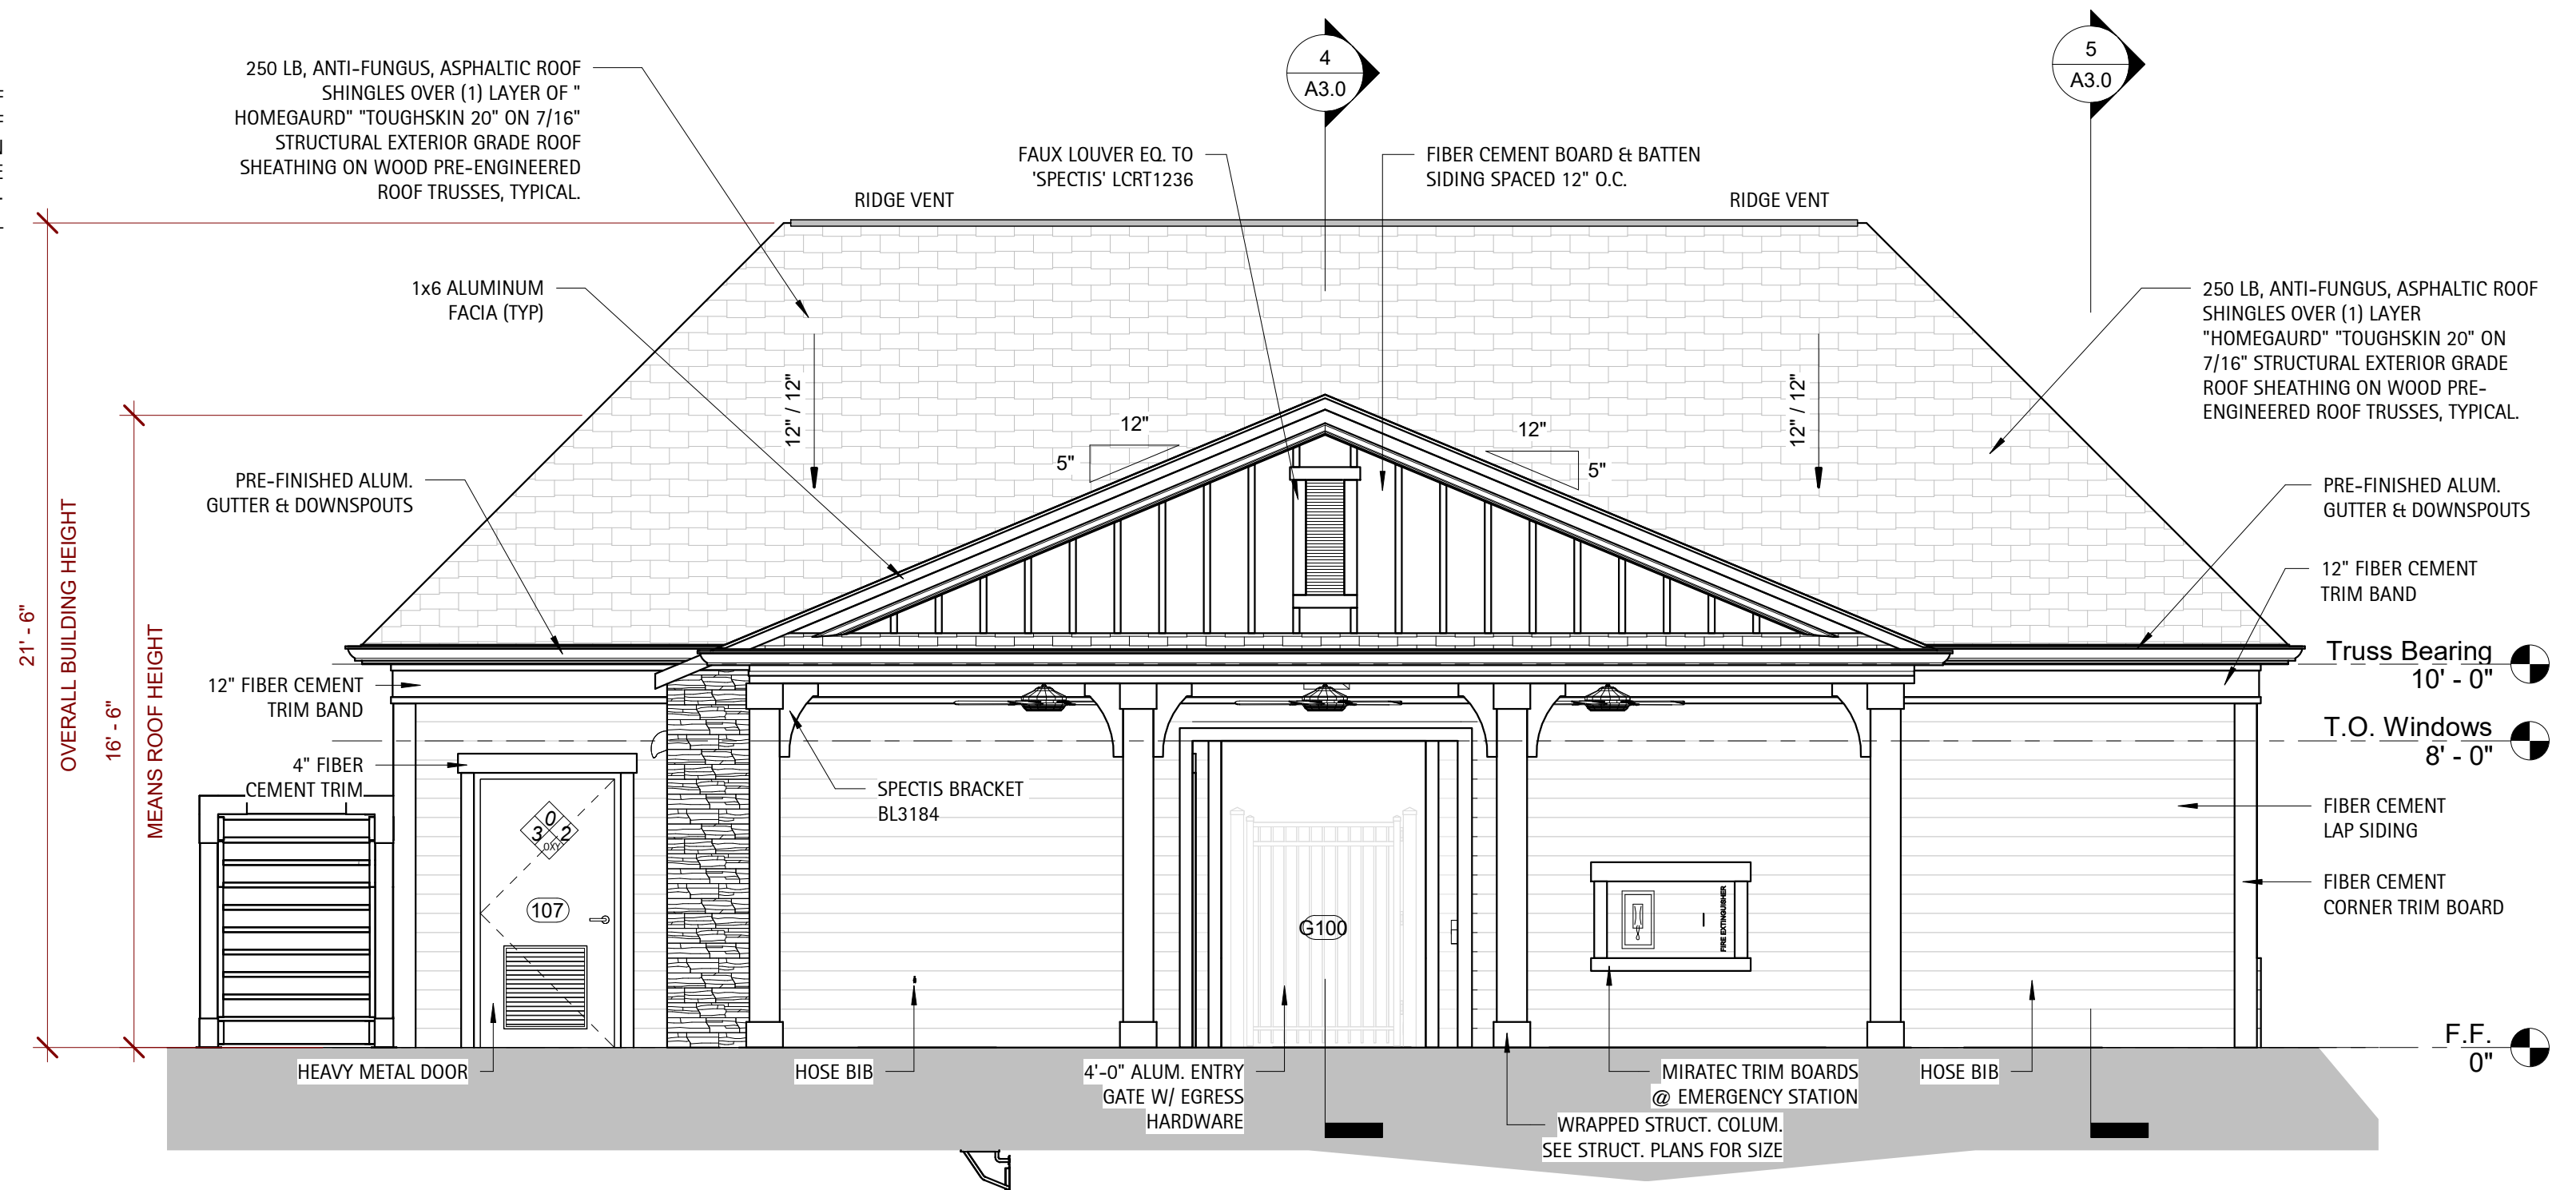 4
A3.0
5
A3.0
250 LB, ANTI-FUNGUS, ASPHALTIC ROOF
SHINGLES OVER (1) LAYER OF "
HOMEGAURD" "TOUGHSKIN 20" ON 7/16"
STRUCTURAL EXTERIOR GRADE ROOF
SHEATHING ON WOOD PRE-ENGINEERED
ROOF TRUSSES, TYPICAL.
FAUX LOUVER EQ. TO
'SPECTIS' LCRT1236
FIBER CEMENT BOARD & BATTEN
SIDING SPACED 12" O.C.
RIDGE VENT
RIDGE VENT
1x6 ALUMINUM
FACIA (TYP)
250 LB, ANTI-FUNGUS, ASPHALTIC ROOF
SHINGLES OVER (1) LAYER
"HOMEGAURD" "TOUGHSKIN 20" ON
7/16" STRUCTURAL EXTERIOR GRADE
ROOF SHEATHING ON WOOD PRE-
ENGINEERED ROOF TRUSSES, TYPICAL.
12" / 12"
12" / 12"
12"
5"
12"
5"
PRE-FINISHED ALUM.
GUTTER & DOWNSPOUTS
PRE-FINISHED ALUM.
GUTTER & DOWNSPOUTS
12" FIBER CEMENT
TRIM BAND
21' - 6"
OVERALL BUILDING HEIGHT
16' - 6"
MEANS ROOF HEIGHT
Truss Bearing
10' - 0"
12" FIBER CEMENT
TRIM BAND
T.O. Windows
8' - 0"
4" FIBER
CEMENT TRIM
SPECTIS BRACKET
BL3184
FIBER CEMENT
LAP SIDING
0
3
2
OXY
107
G100
FIRE EXTINGUISHER
FIBER CEMENT
CORNER TRIM BOARD
F.F.
0"
HEAVY METAL DOOR
HOSE BIB
4'-0" ALUM. ENTRY
GATE W/ EGRESS
HARDWARE
MIRATEC TRIM BOARDS
@ EMERGENCY STATION
HOSE BIB
WRAPPED STRUCT. COLUM.
SEE STRUCT. PLANS FOR SIZE